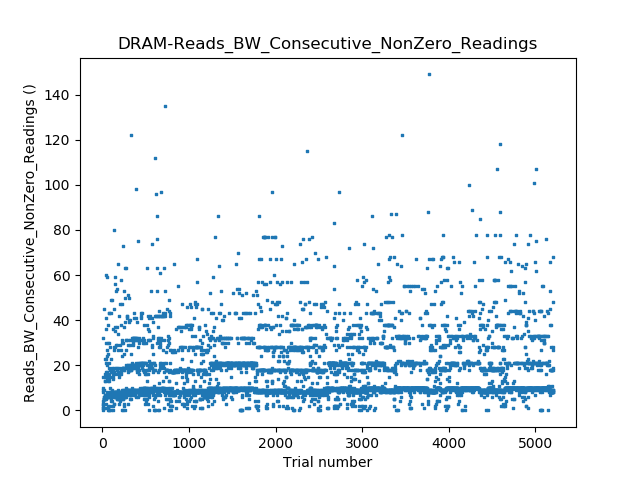 DRAM-Reads_BW_Consecutive_NonZero_Readings
Reads_BW_Consecutive_NonZero_Readings ()
140
120
100
80
60
40
20
0
0 1000 2000 3000 4000 5000
Trial number